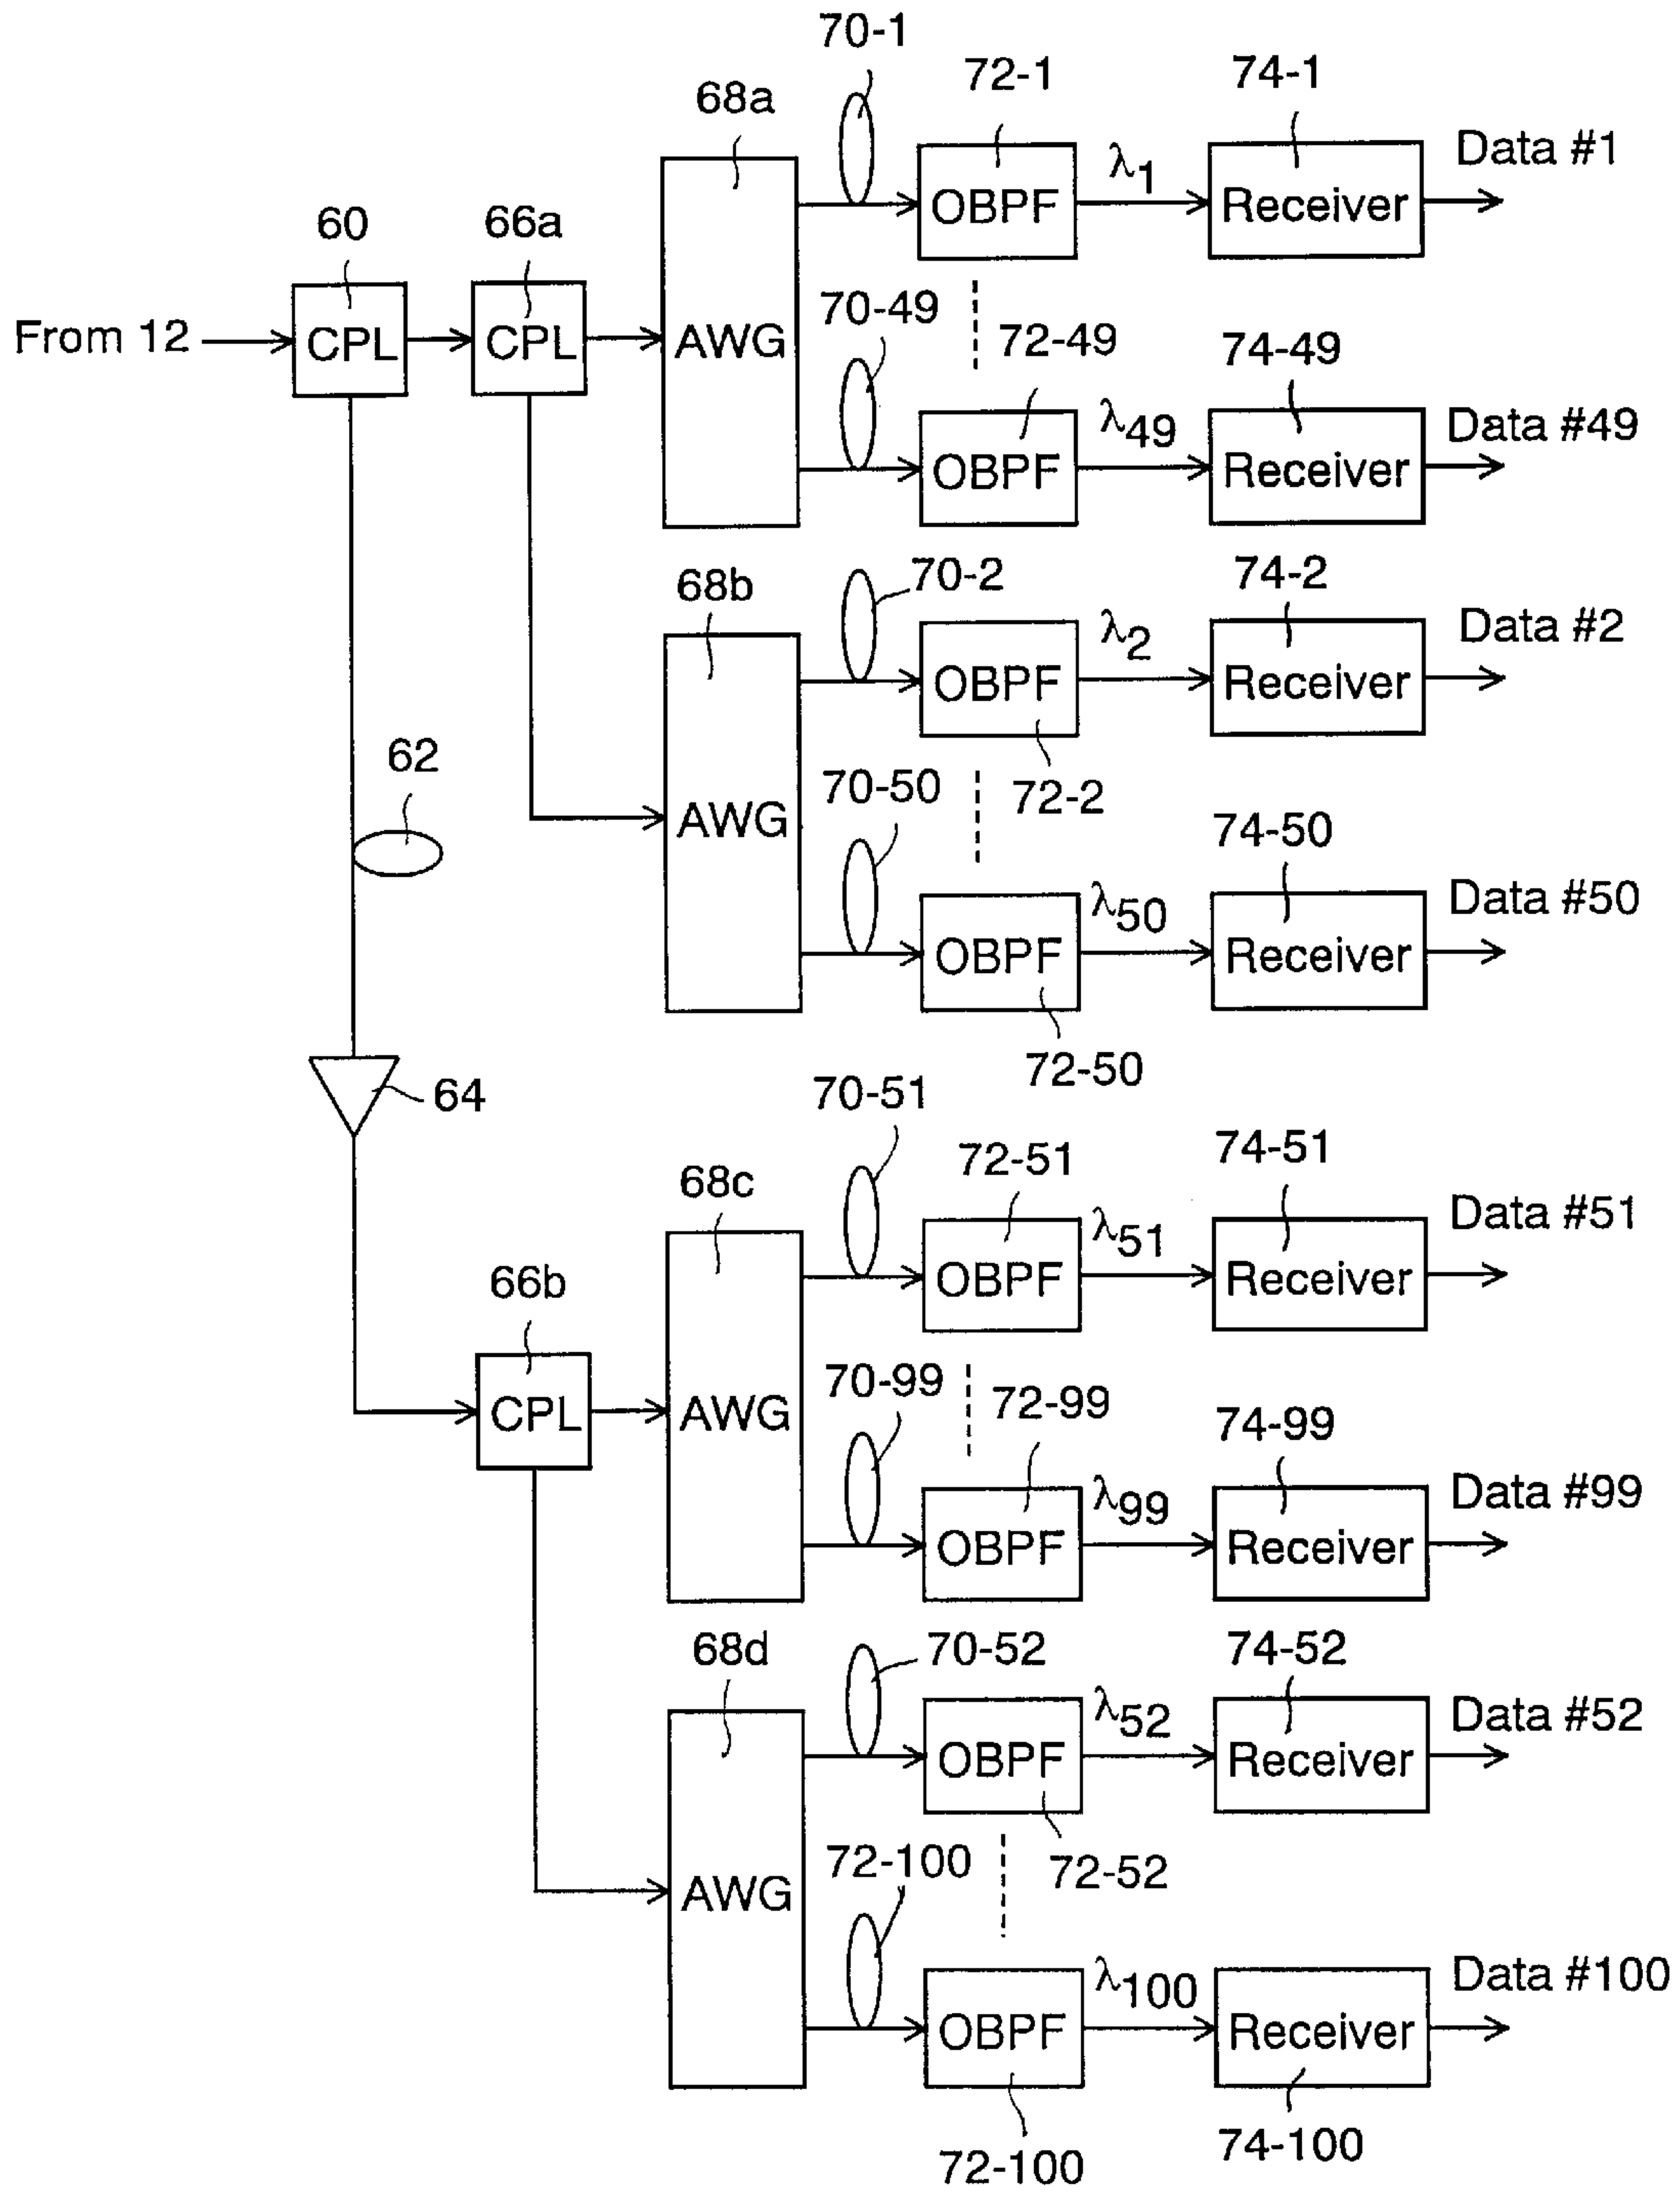 70-1
72-1
74-1
68a
Data #1
λ1
OBPF
Receiver
60
66a
From 12
CPL
CPL
AWG
70-49
72-49
74-49
λ49
Data #49
OBPF
Receiver
68b
70-2
74-2
λ2
Data #2
OBPF
Receiver
72-2
62
AWG
70-50
74-50
λ50
Data #50
OBPF
Receiver
72-50
64
70-51
72-51
74-51
68c
λ51
Data #51
OBPF
Receiver
66b
CPL
AWG
70-99
72-99
74-99
λ99
Data #99
OBPF
Receiver
68d
70-52
74-52
λ52
Data #52
OBPF
Receiver
72-52
AWG
72-100
λ100
Data #100
OBPF
Receiver
72-100
74-100